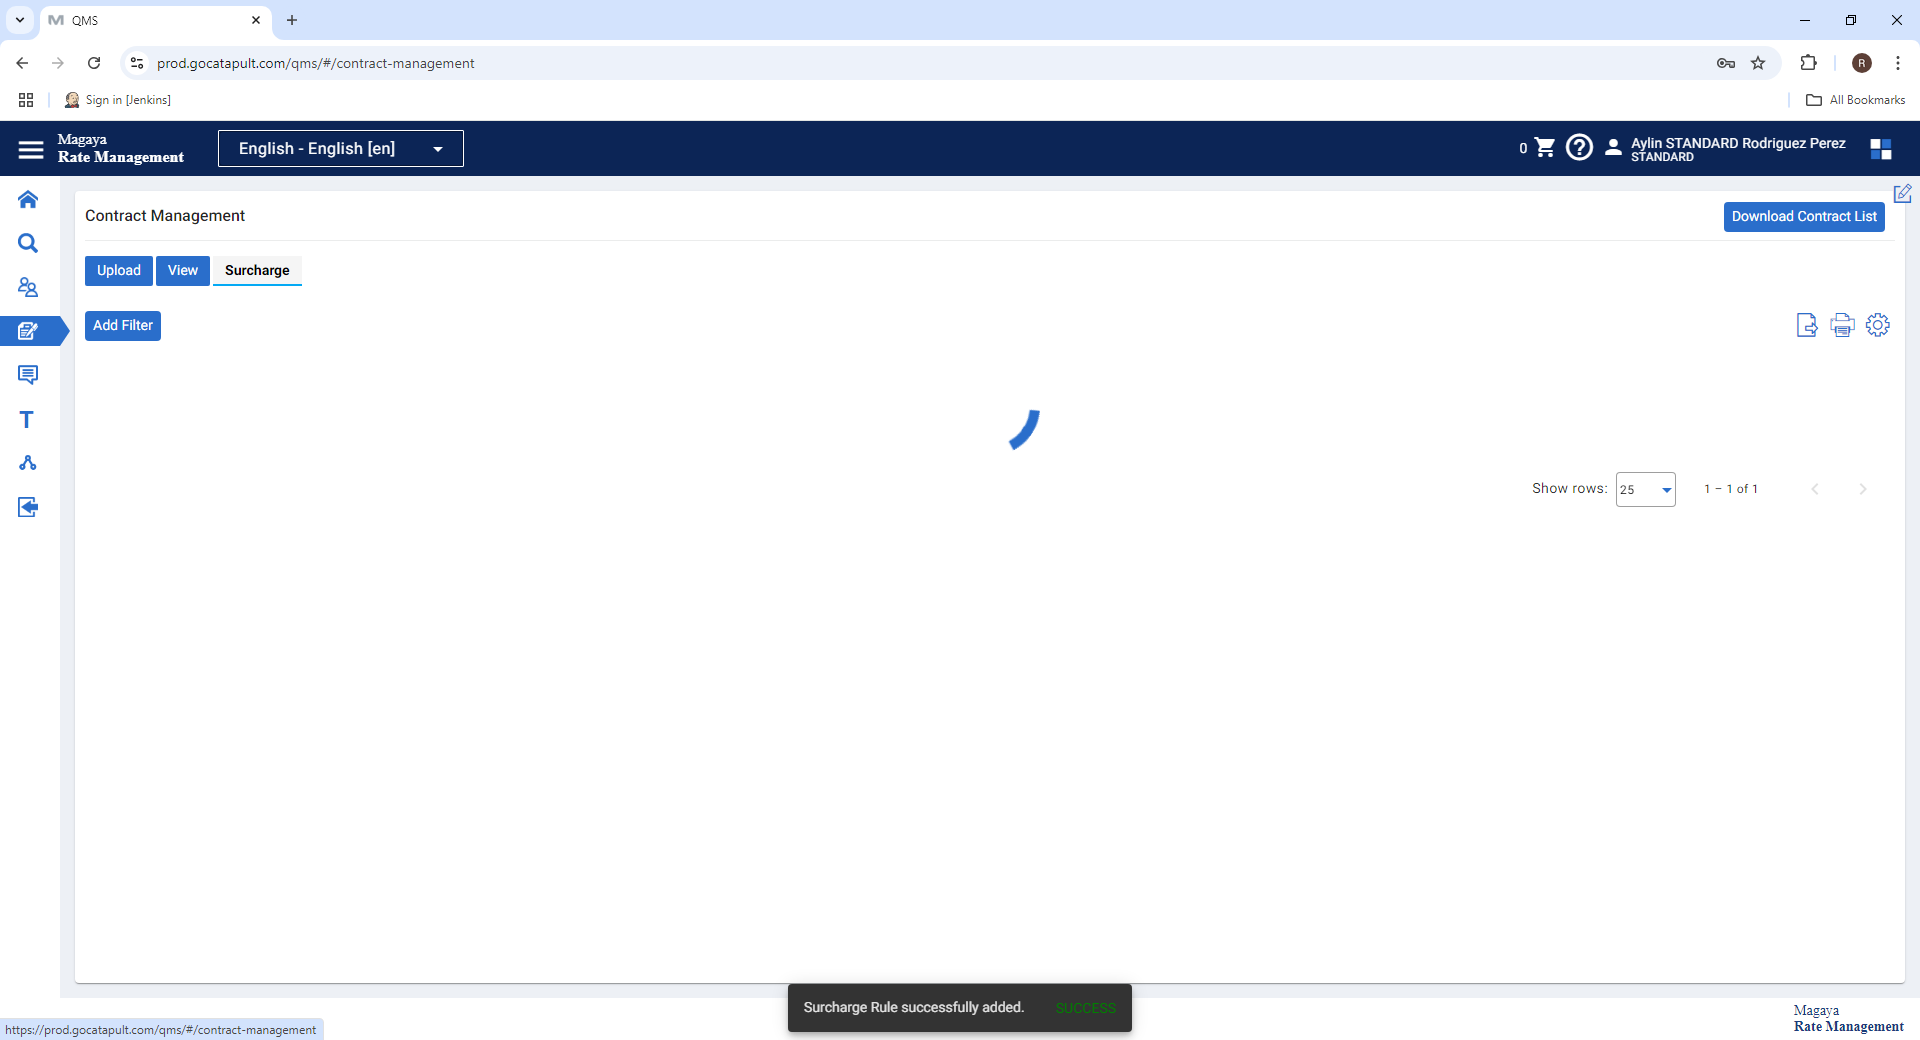 QMS
prod.gocatapult.com/qms/#/contract-management
R
Sign in [Jenkins]
All Bookmarks
Magaya
Rate Management
English - English [en]
0
Aylin STANDARD Rodriguez Perez
STANDARD
Contract Management
Download Contract List
Upload
View
Surcharge
Add Filter
T
Show rows:
25
1 – 1 of 1
Surcharge Rule successfully added.
SUCCESS
Magaya
Rate Management
https://prod.gocatapult.com/qms/#/contract-management